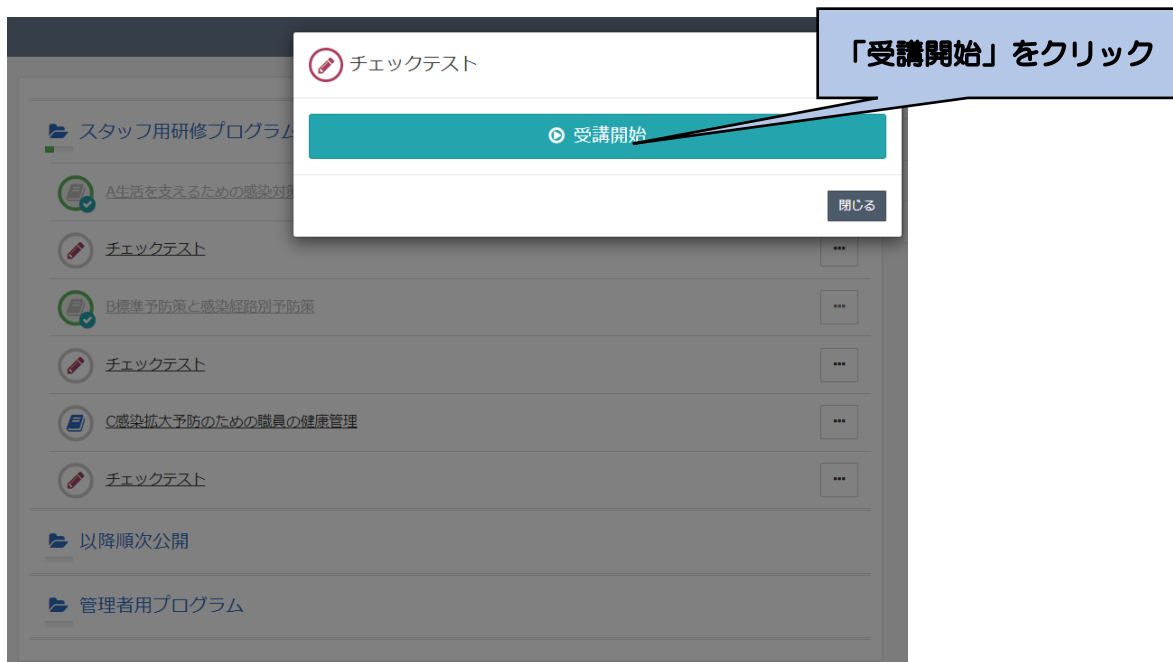 「受講開始」をクリック
チェックテスト
受講開始
閉じる
スタッフ用研修プログラム
A生活を支えるための感染対
チェックテスト
B標準予防策と感染経路別予防策
チェックテスト
C感染拡大予防のための職員の健康管理
チェックテスト
以降順次公開
管理者用プログラム